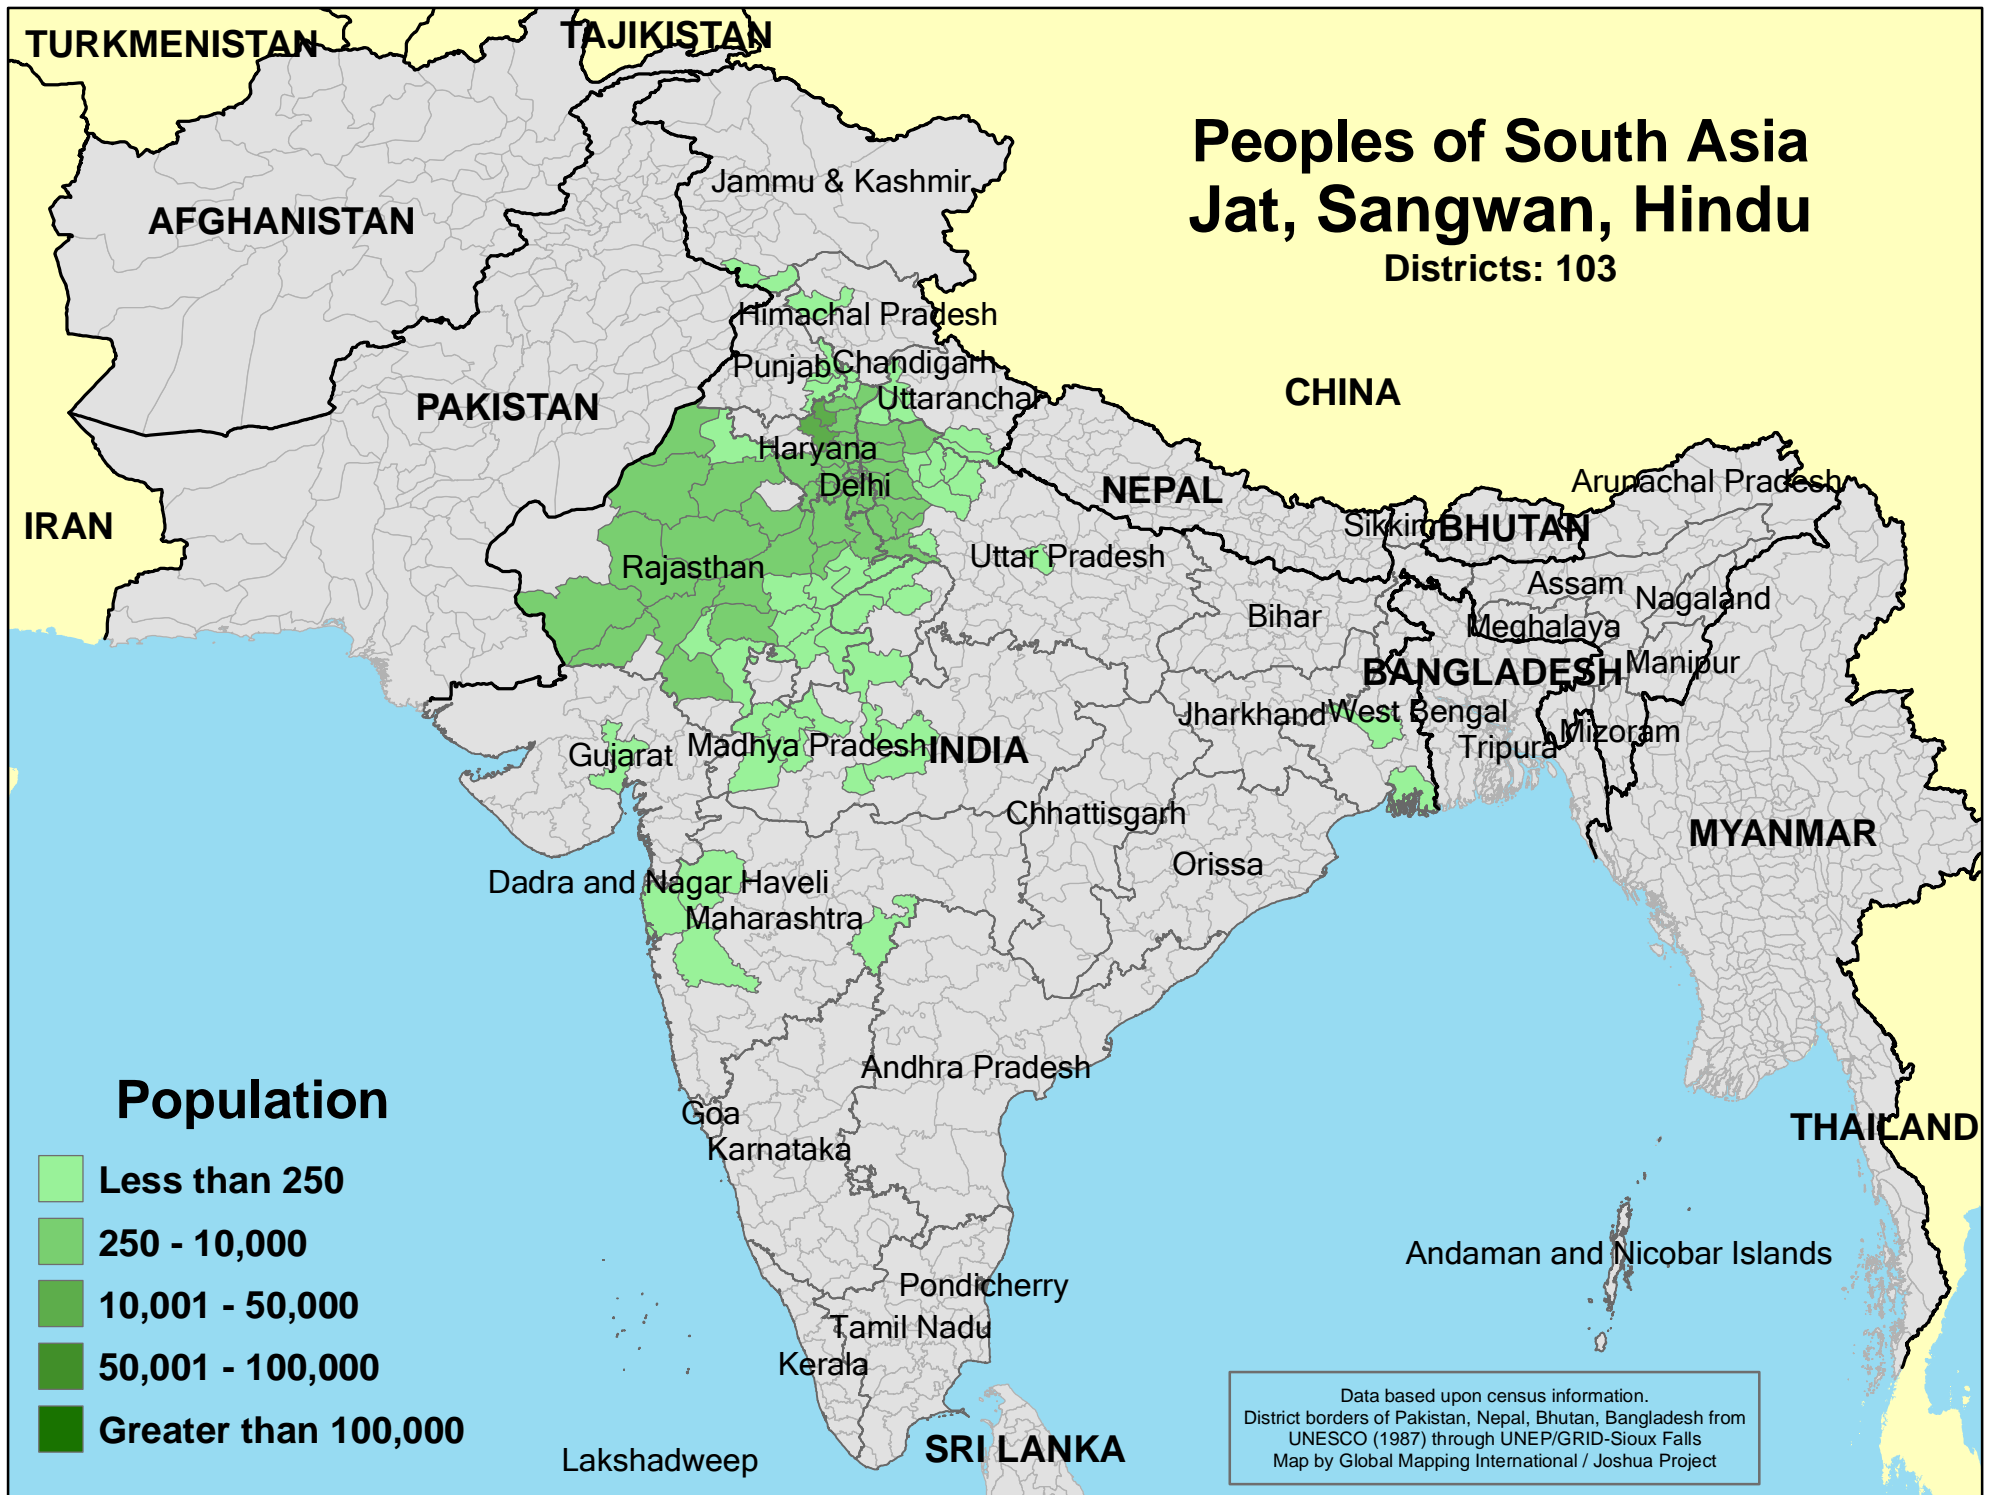 TURKMENISTAN
TAJIKISTAN
Peoples of South Asia
Jat, Sangwan, Hindu
Districts: 103
Jammu & Kashmir
AFGHANISTAN
Himachal Pradesh
Punjab
Chandigarh
Uttaranchal
CHINA
PAKISTAN
Haryana
Delhi
NEPAL
Arunachal Pradesh
IRAN
Sikkim
BHUTAN
Rajasthan
Uttar Pradesh
Assam
Nagaland
Bihar
Meghalaya
BANGLADESH
Manipur
Jharkhand
West Bengal
Gujarat
Madhya Pradesh
INDIA
Tripura
Mizoram
Chhattisgarh
MYANMAR
Orissa
Dadra and Nagar Haveli
Maharashtra
Andhra Pradesh
Goa
Karnataka
THAILAND
Population
Less than 250
250 - 10,000
10,001 - 50,000
50,001 - 100,000
Greater than 100,000
Andaman and Nicobar Islands
Pondicherry
Tamil Nadu
Kerala
Lakshadweep
SRI LANKA
Data based upon census information.
District borders of Pakistan, Nepal, Bhutan, Bangladesh from
UNESCO (1987) through UNEP/GRID-Sioux Falls
Map by Global Mapping International / Joshua Project